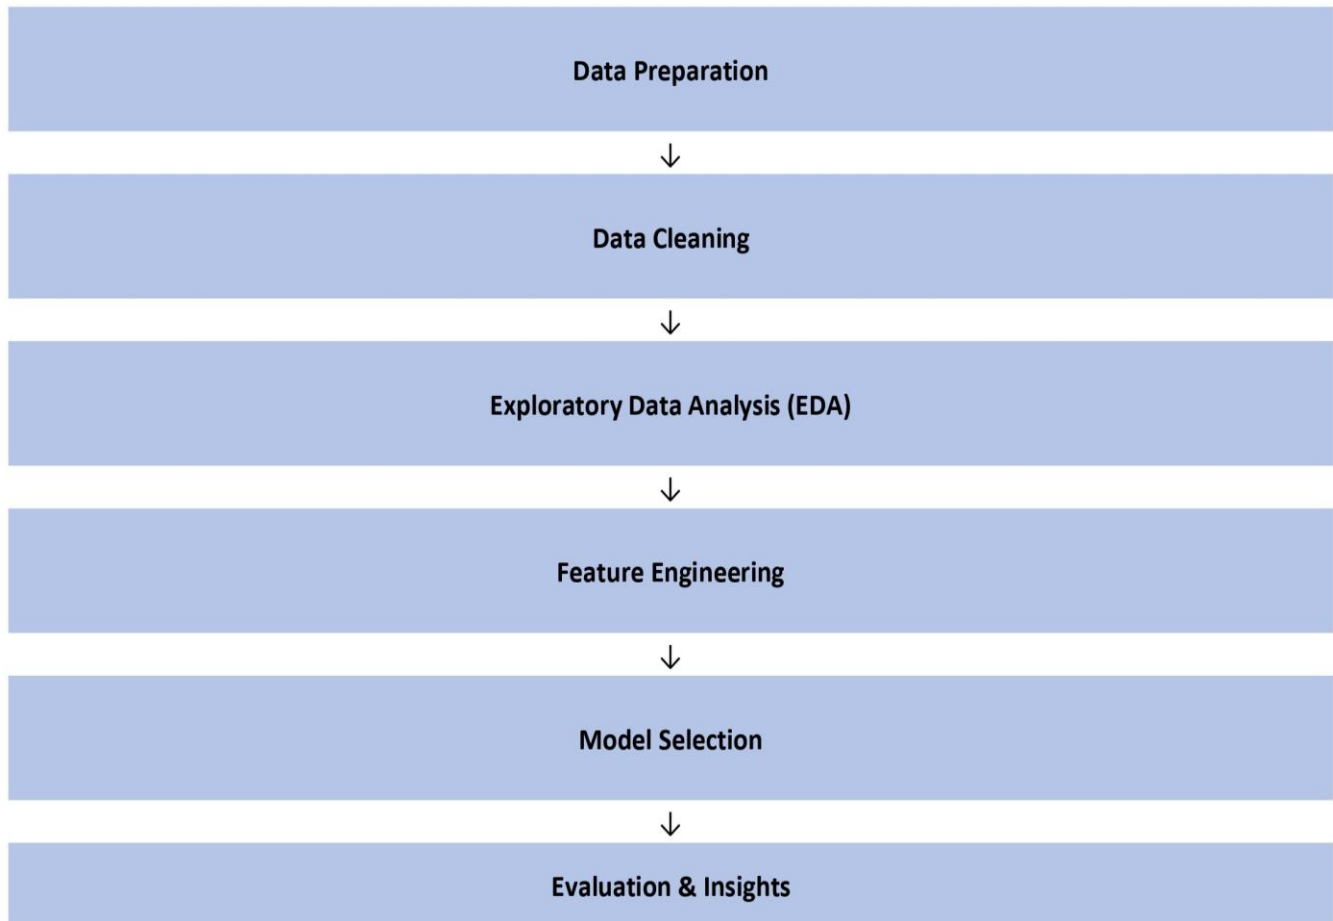 Data Preparation
↓
Data Cleaning
↓
Exploratory Data Analysis (EDA)
↓
Feature Engineering
↓
Model Selection
↓
Evaluation & Insights